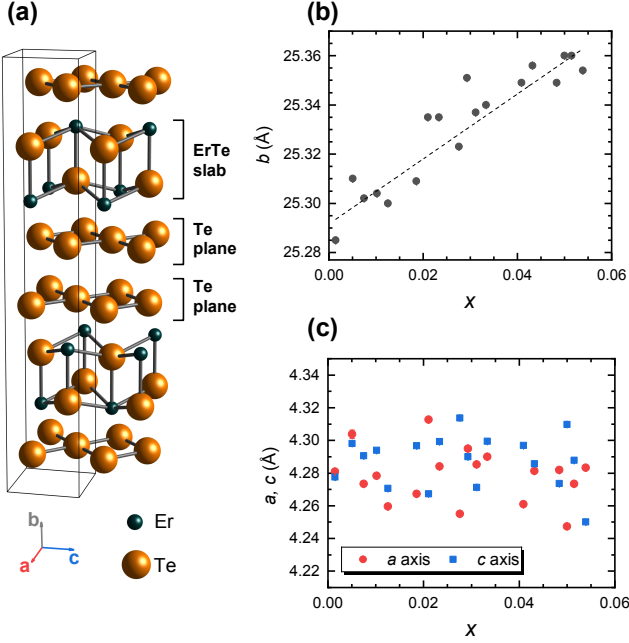 (a)
ErTe
slab
Te
plane
Te
plane
b
a
c
Er
Te
(b)
b (Å)
25.36
25.34
25.32
25.30
25.28
0.00
0.02
0.04
0.06
x
(c)
a, c (Å)
4.34
4.32
4.30
4.28
4.26
4.24
4.22
a axis
c axis
0.00
0.02
0.04
0.06
x